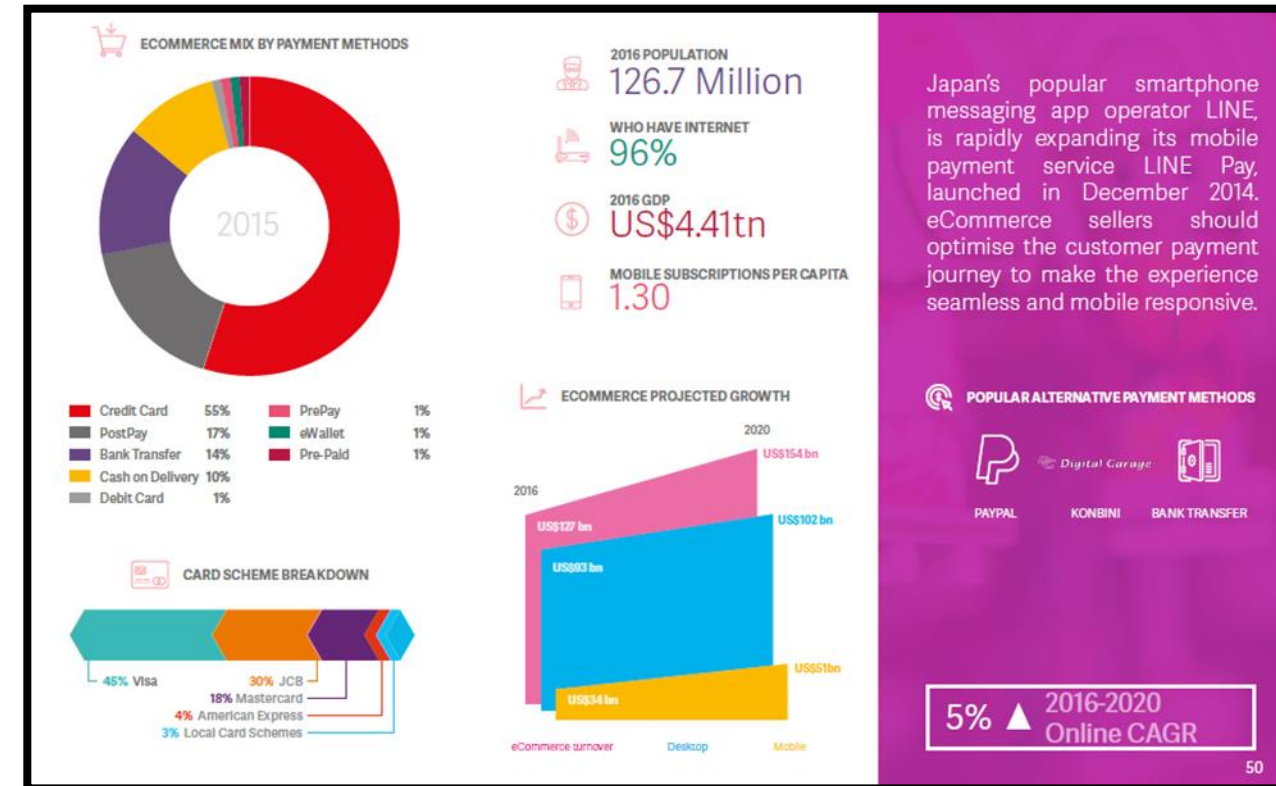 ECOMMERCE MIX BY PAYMENT METHODS
2015
Credit Card 55%
PostPay 17%
Bank Transfer 14%
Cash on Delivery 10%
Debit Card 1%
PrePay 1%
eWallet 1%
Pre-Paid 1%
CARD SCHEME BREAKDOWN
45% Visa
30% JCB
18% Mastercard
4% American Express
3% Local Card Schemes
2016 POPULATION
126.7 Million
WHO HAVE INTERNET
96%
2016 GDP
US$4.41tn
MOBILE SUBSCRIPTIONS PER CAPITA
1.30
ECOMMERCE PROJECTED GROWTH
2020
US$154 bn
2016
US$127 bn
US$102 bn
US$93 bn
US$51bn
US$34 bn
eCommerce turnover Desktop Mobile
Japan's popular smartphone
messaging app operator LINE,
is rapidly expanding its mobile
payment service LINE Pay,
launched in December 2014.
eCommerce sellers should
optimise the customer payment
journey to make the experience
seamless and mobile responsive.
POPULAR ALTERNATIVE PAYMENT METHODS
Digital Garage
PAYPAL KONBINI BANK TRANSFER
5% ▲ 2016-2020
Online CAGR
50